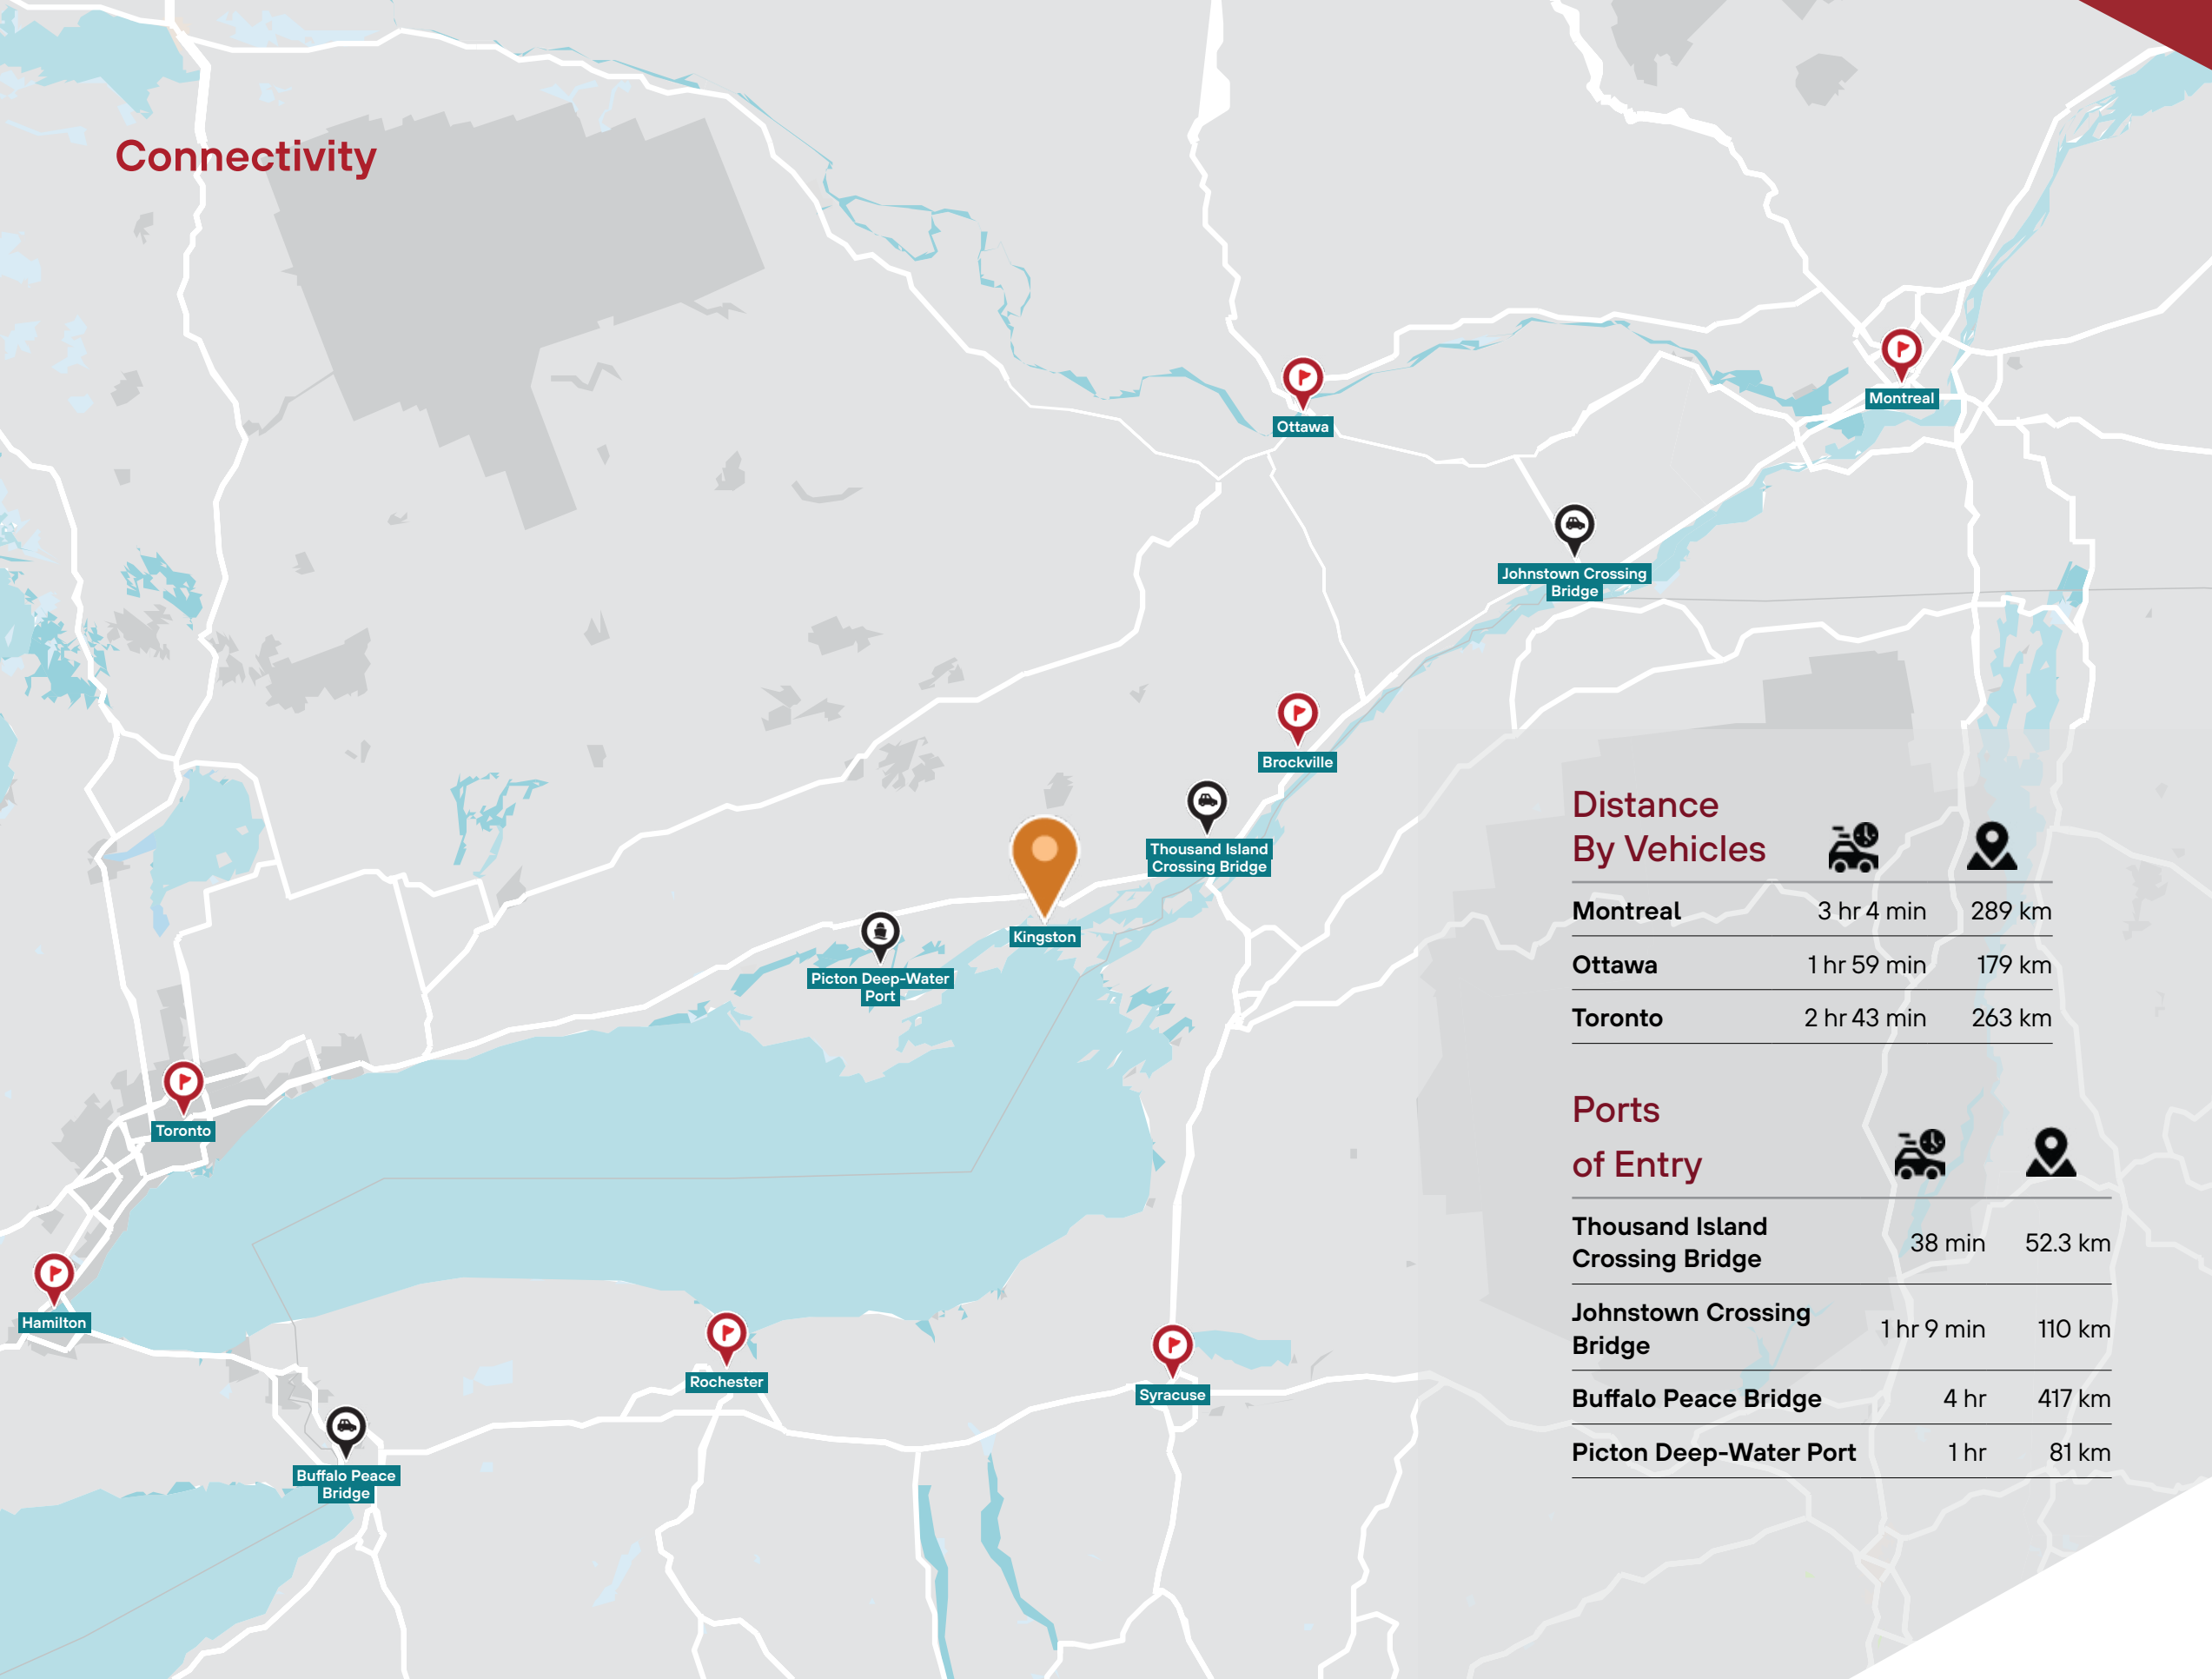 Connectivity
Ottawa
Montreal
Johnstown Crossing
Bridge
Brockville
Thousand Island
Crossing Bridge
Kingston
Picton Deep-Water
Port
Toronto
Hamilton
Rochester
Syracuse
Buffalo Peace
Bridge
Distance
By Vehicles
Montreal 3 hr 4 min 289 km
Ottawa 1 hr 59 min 179 km
Toronto 2 hr 43 min 263 km
Ports
of Entry
Thousand Island
Crossing Bridge 38 min 52.3 km
Johnstown Crossing
Bridge 1 hr 9 min 110 km
Buffalo Peace Bridge 4 hr 417 km
Picton Deep-Water Port 1 hr 81 km